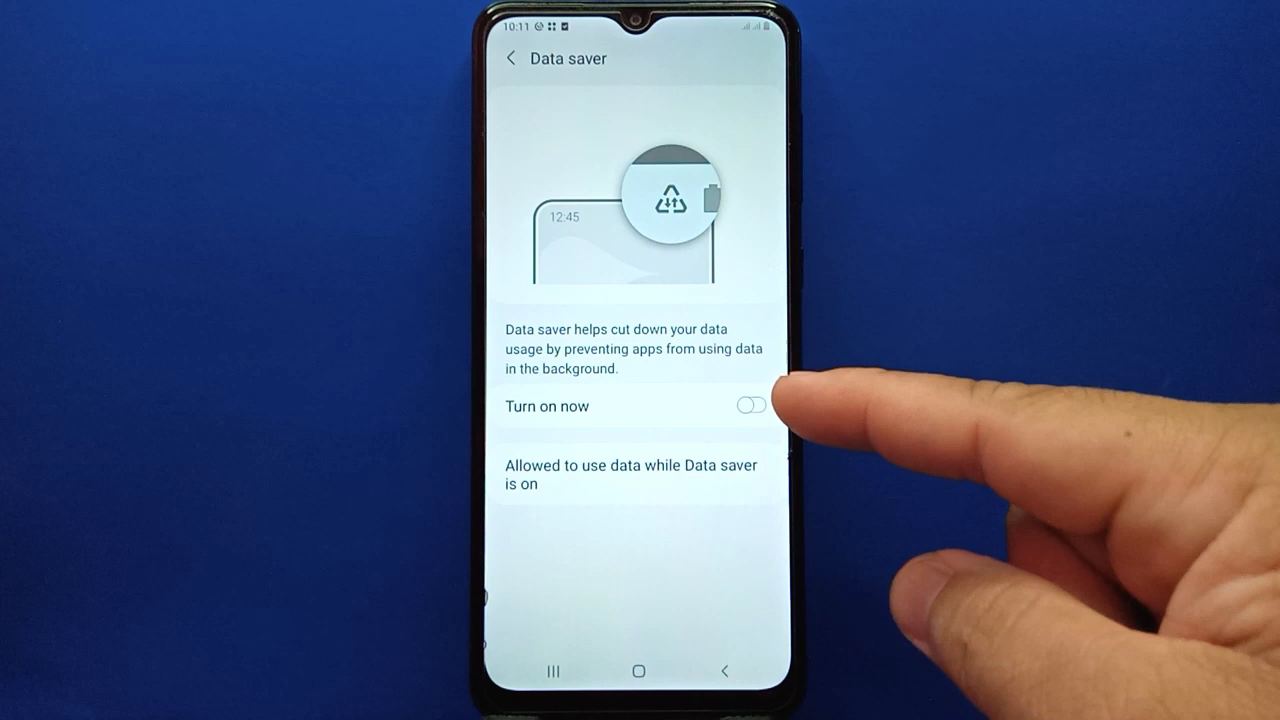 10:11
Data saver
12:45
Data saver helps cut down your data
usage by preventing apps from using data
in the background.
Turn on now
Allowed to use data while Data saver
is on